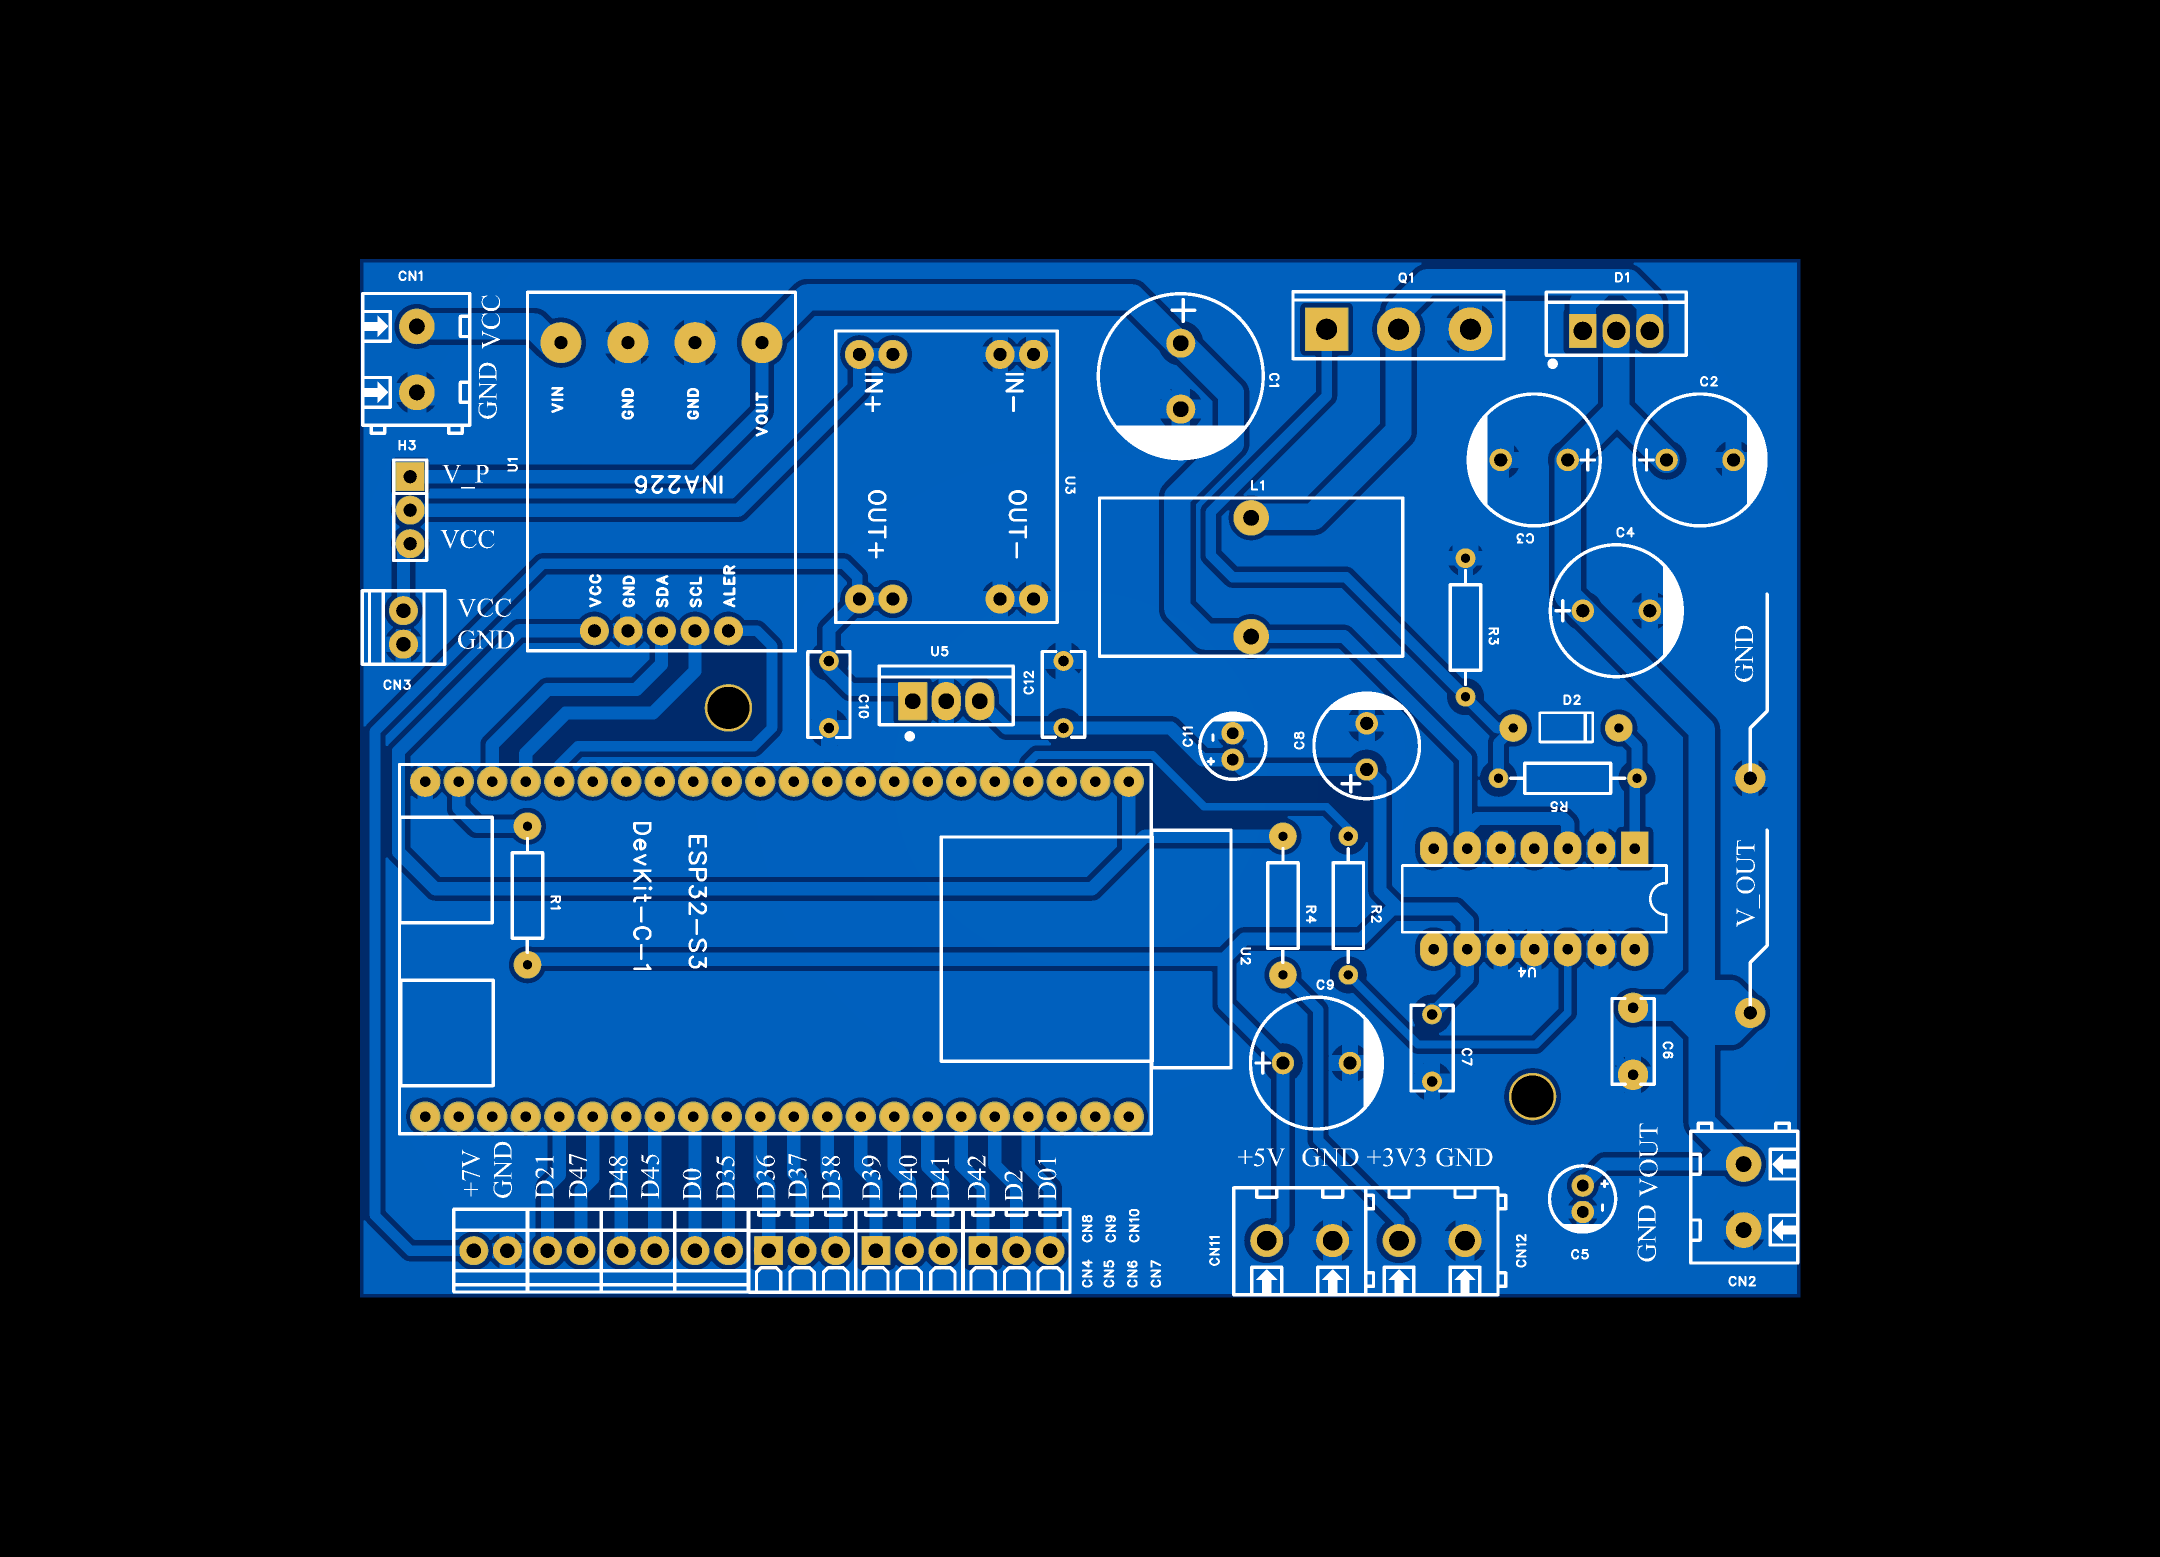 CN1
VCC
GND
H3
V_P
VCC
VCC
GND
CN3
U1
VIN
GND
GND
VOUT
INA226
VCC
GND
SDA
SCL
ALER
IN+
IN-
OUT+
OUT-
U3
C1
Q1
D1
C2
C3
C4
L1
R3
D2
R5
GND
V_OUT
U5
C10
C12
C11
-
+
C8
+
R1
DevKit-C-1
ESP32-S3
U2
R4
R2
U4
C9
+
C7
C6
+5V GND +3V3 GND
+7V
GND
D21
D47
D48
D45
D0
D35
D36
D37
D38
D39
D40
D41
D42
D2
D01
CN8
CN9
CN10
CN4
CN5
CN6
CN7
CN11
CN12
C5
+
-
GND VOUT
CN2